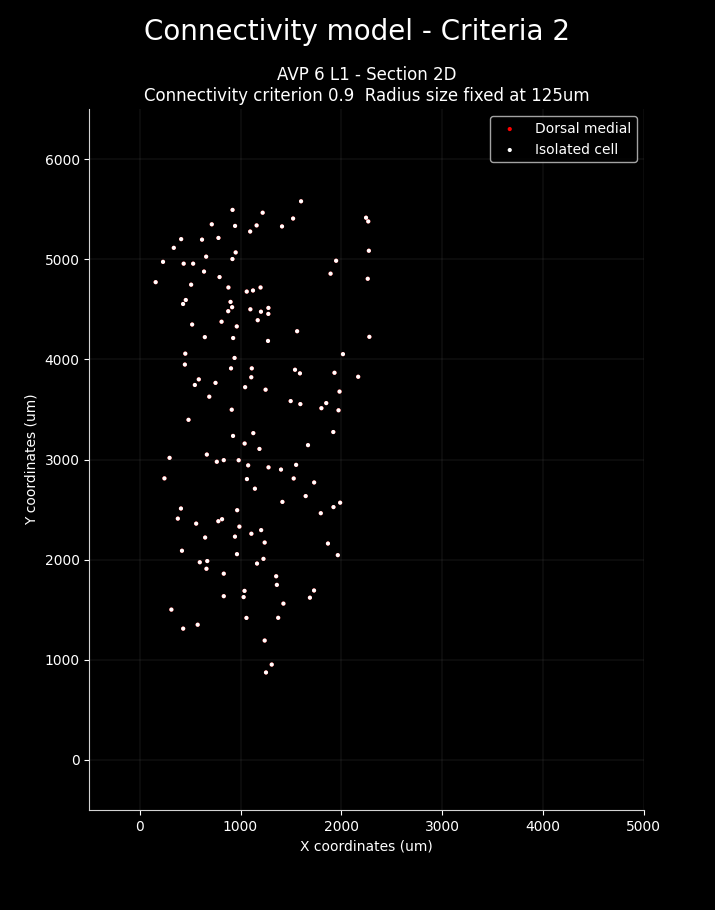 Connectivity model - Criteria 2
AVP 6 L1 - Section 2D
Connectivity criterion 0.9  Radius size fixed at 125um
Dorsal medial
Isolated cell
6000
5000
4000
3000
2000
1000
0
Y coordinates (um)
0 1000 2000 3000 4000 5000
X coordinates (um)